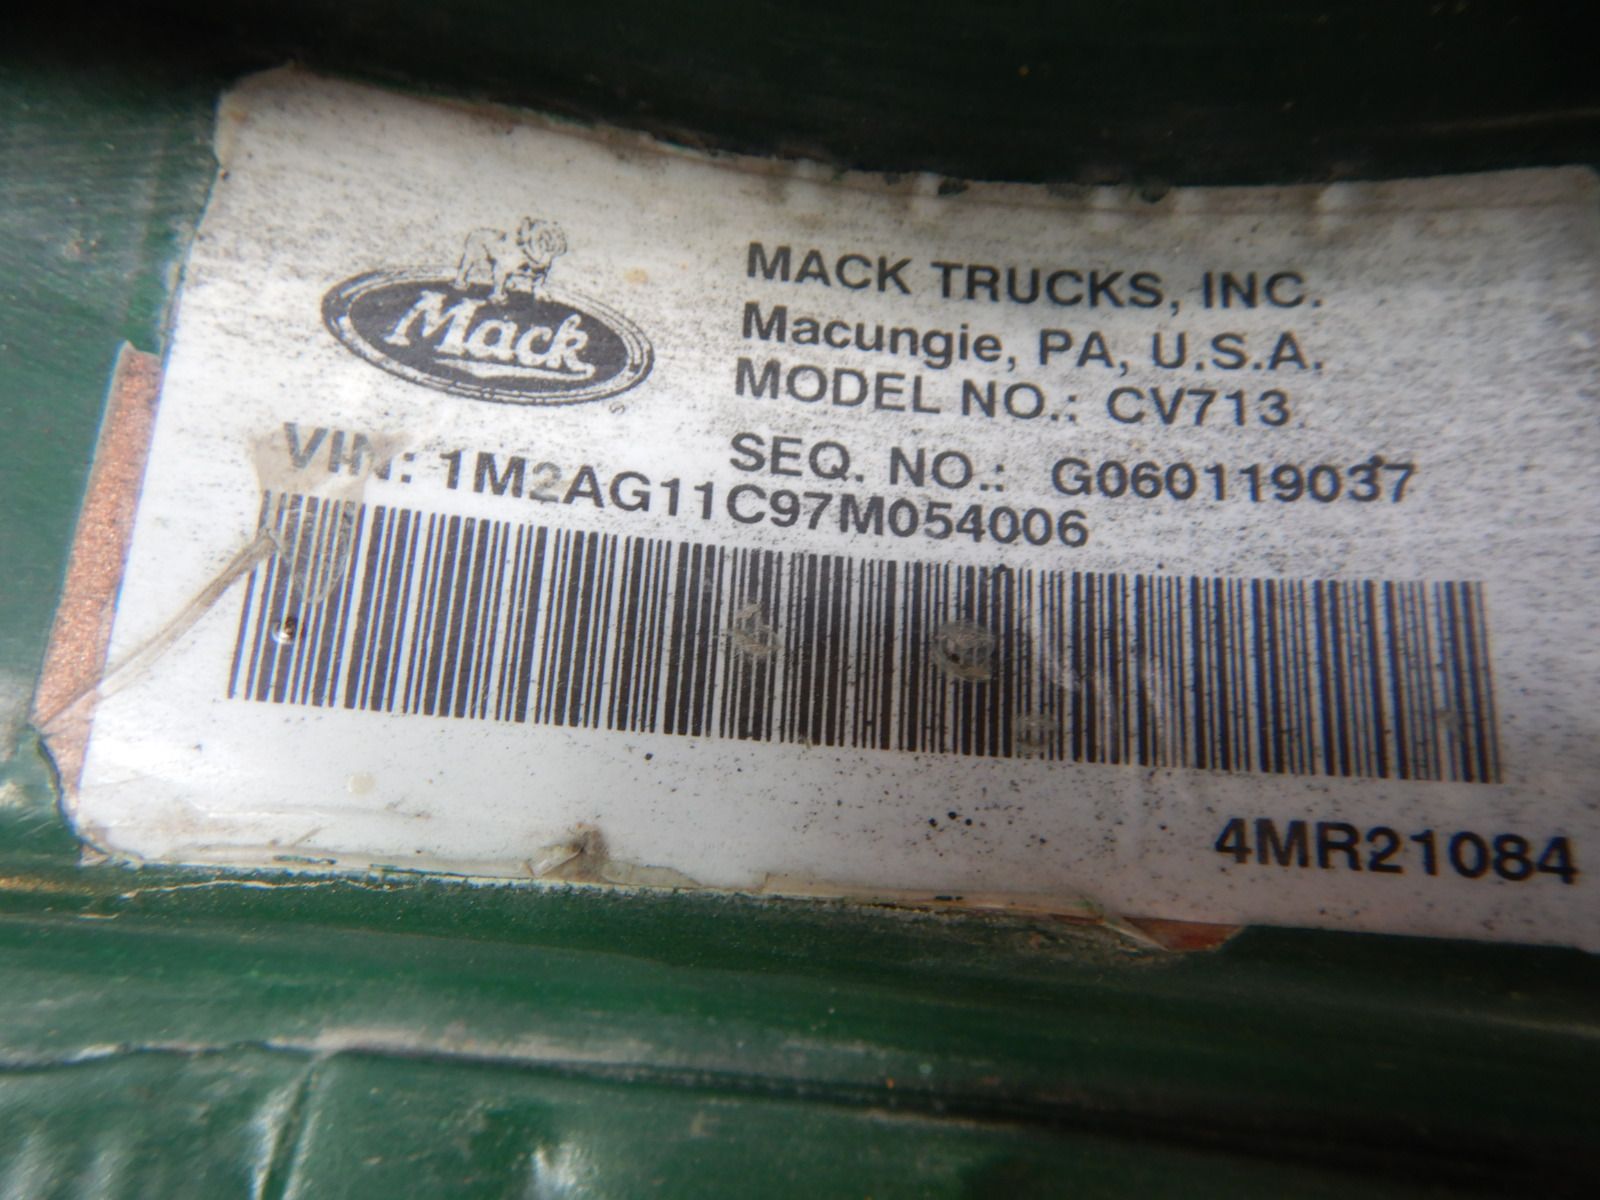 Mack
MACK TRUCKS, INC.
Macungie, PA, U.S.A.
MODEL NO.: CV713
SEQ. NO.: G060119037
VIN: 1M2AG11C97M054006
4MR21084